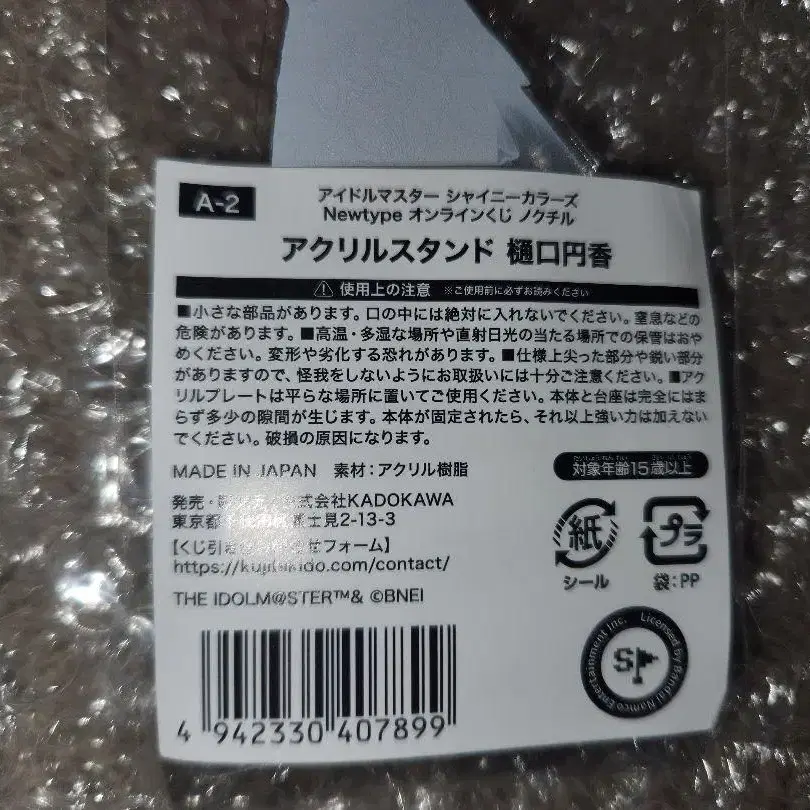 A-2
アイドルマスター シャイニーカラーズ
Newtype オンラインくじ ノクチル
アクリルスタンド 樋口円香
使用上の注意 ※ご使用前に必ずお読みください
■小さな部品があります。口の中には絶対に入れないでください。窒息などの
危険があります。■高温・多湿な場所や直射日光の当たる場所での保管はおや
めください。変形や劣化する恐れがあります。■仕様上尖った部分や鋭い部分
がありますので、怪我をしないようにお取扱いには十分ご注意ください。■アク
リルプレートは平らな場所に置いてご使用ください。本体と台座は完全にはま
らず多少の隙間が生じます。本体が固定されたら、それ以上強い力は加えない
でください。破損の原因になります。
MADE IN JAPAN 素材:アクリル樹脂
対象年齢15歳以上
発売・ 式会社KADOKAWA
東京都 富士見2-13-3
【くじ引 せフォーム】
https://kujibikido.com/contact/
紙
シール
プラ
袋:PP
THE IDOLM@STER™& ©BNEI
4 942330 407899
Licensed by Bandai Namco Entertainment Inc.